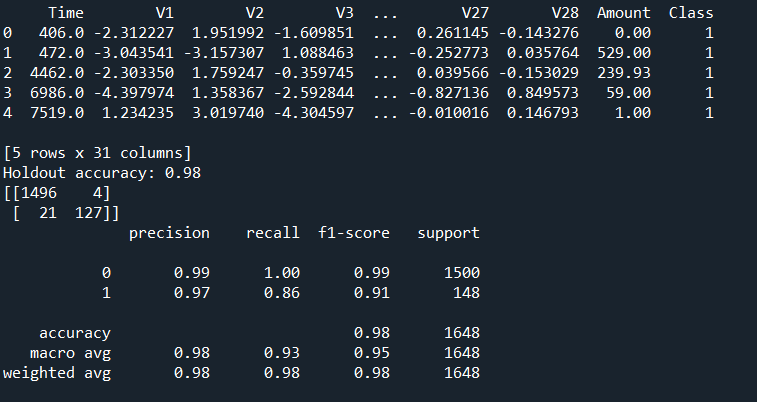 Time V1 V2 V3 ... V27 V28 Amount Class
0 406.0 -2.312227 1.951992 -1.609851 ... 0.261145 -0.143276 0.00 1
1 472.0 -3.043541 -3.157307 1.088463 ... -0.252773 0.035764 529.00 1
2 4462.0 -2.303350 1.759247 -0.359745 ... 0.039566 -0.153029 239.93 1
3 6986.0 -4.397974 1.358367 -2.592844 ... -0.827136 0.849573 59.00 1
4 7519.0 1.234235 3.019740 -4.304597 ... -0.010016 0.146793 1.00 1
[5 rows x 31 columns]
Holdout accuracy: 0.98
[[1496 4]
[ 21 127]]
precision recall f1-score support
0 0.99 1.00 0.99 1500
1 0.97 0.86 0.91 148
accuracy 0.98 1648
macro avg 0.98 0.93 0.95 1648
weighted avg 0.98 0.98 0.98 1648